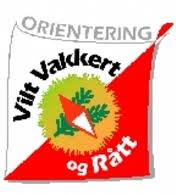 ORIENTERING
Vilt Vakkert
og Rått